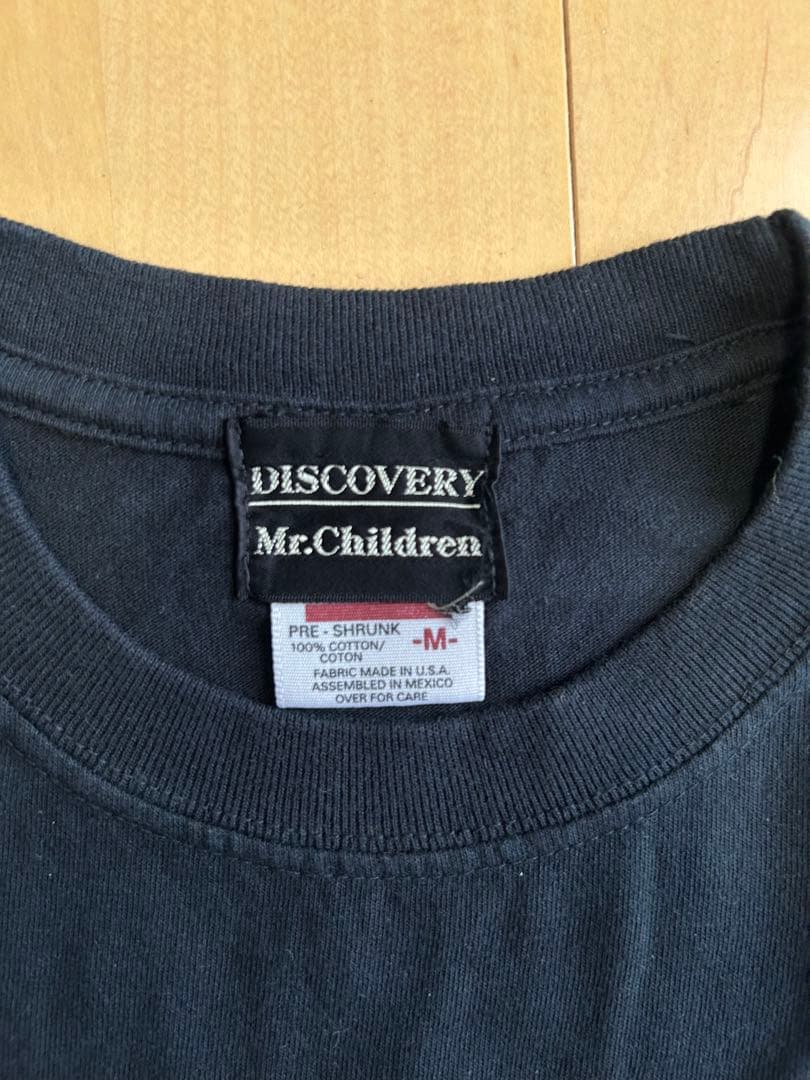 DISCOVERY
Mr.Children
PRE - SHRUNK
100% COTTON/
COTON
-M-
FABRIC MADE IN U.S.A.
ASSEMBLED IN MEXICO
OVER FOR CARE